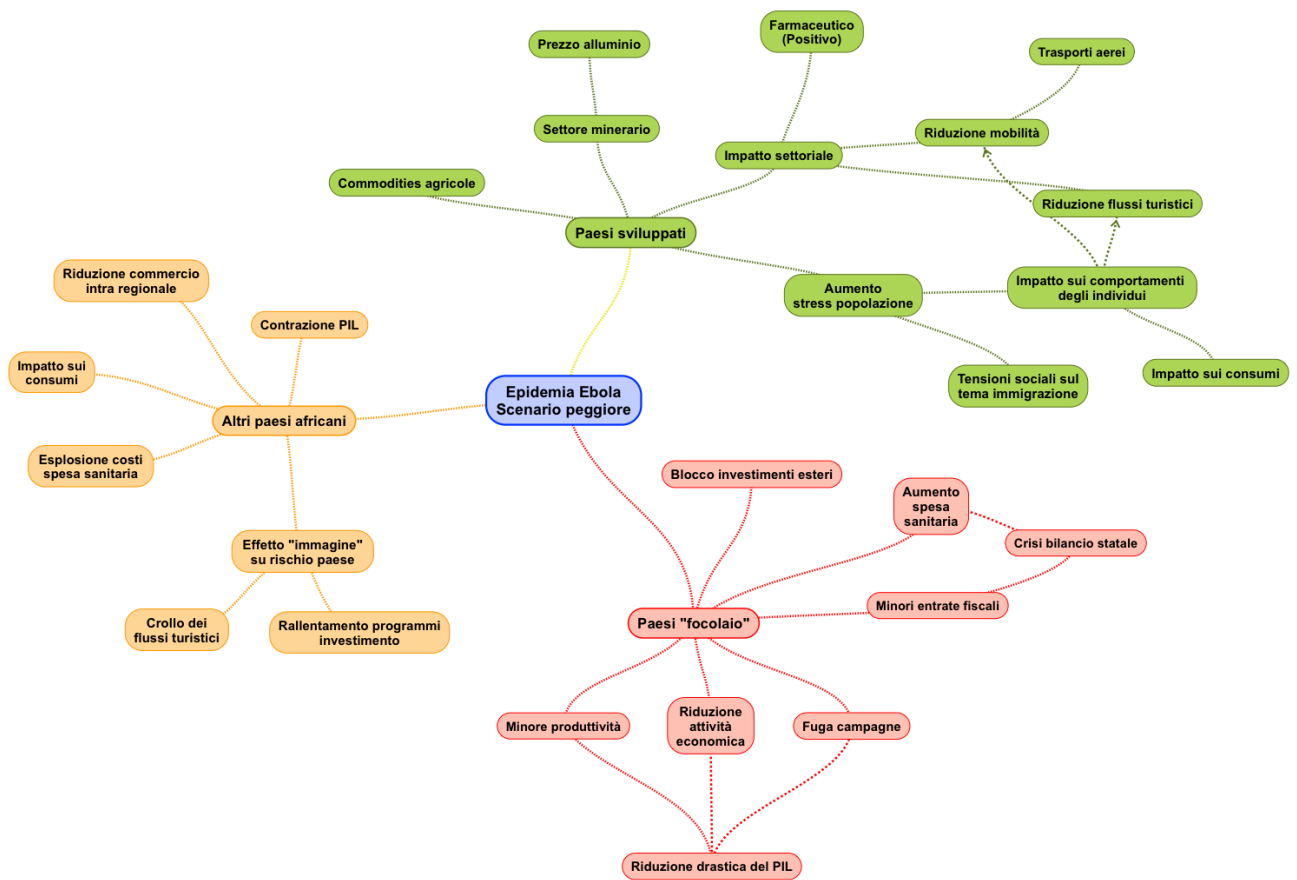 Farmaceutico
(Positivo)
Prezzo alluminio
Trasporti aerei
Settore minerario
Riduzione mobilità
Impatto settoriale
Commodities agricole
Riduzione flussi turistici
Paesi sviluppati
Aumento
stress popolazione
Impatto sui comportamenti
degli individui
Tensioni sociali sul
tema immigrazione
Impatto sui consumi
Riduzione commercio
intra regionale
Contrazione PIL
Impatto sui
consumi
Altri paesi africani
Epidemia Ebola
Scenario peggiore
Esplosione costi
spesa sanitaria
Effetto "immagine"
su rischio paese
Crollo dei
flussi turistici
Rallentamento programmi
investimento
Blocco investimenti esteri
Aumento
spesa
sanitaria
Crisi bilancio statale
Minori entrate fiscali
Paesi "focolaio"
Minore produttività
Riduzione
attività
economica
Fuga campagne
Riduzione drastica del PIL